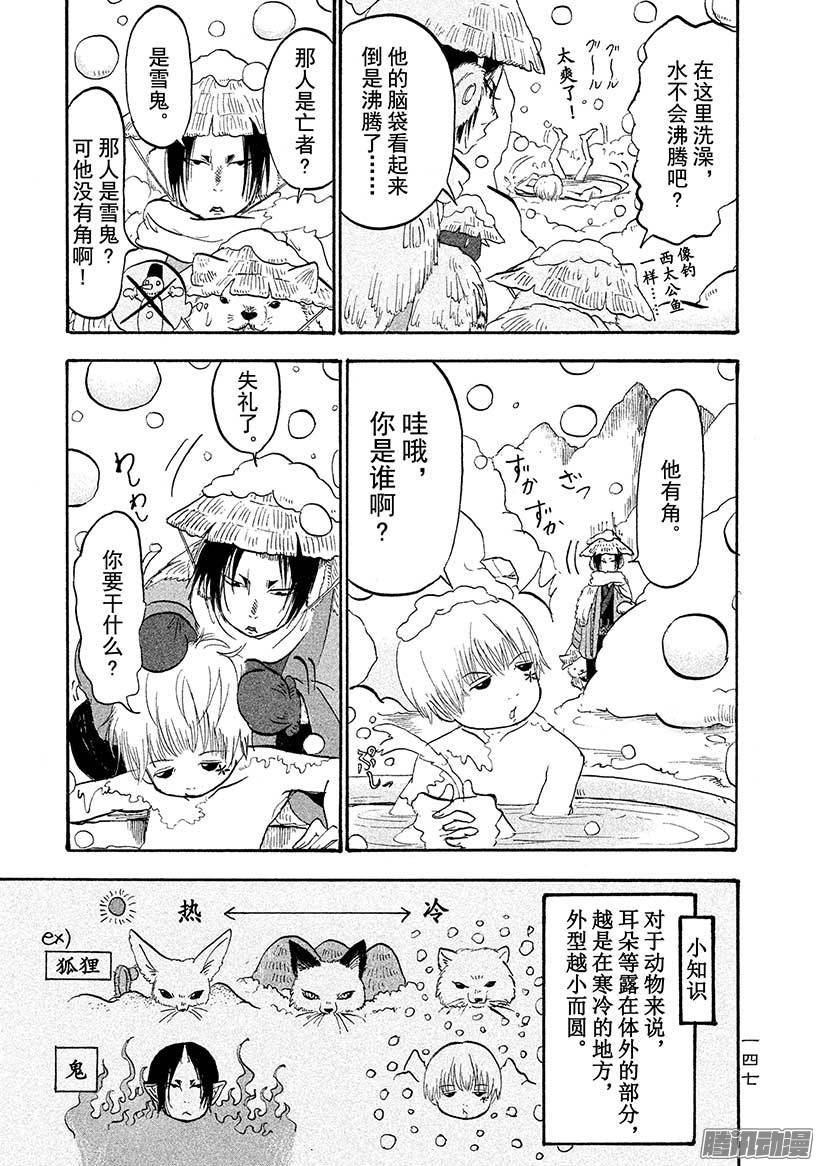 在这里洗澡，
水不会沸腾吧？
グール
グール
太爽了！
他的脑袋看起来
倒是沸腾了……
像钓
西太公鱼
一样……
那人是亡者？
是雪鬼。
那人是雪鬼？
可他没有角啊！
他有角。
ざっ
ずか
ずか
哇哦，
你是谁啊？
ぷしー
失礼了。
わし
わし
你要干什么？
小知识
对于动物来说，
耳朵等露在体外的部分，
越是在寒冷的地方，
外型越小而圆。
热
冷
ex)
狐狸
鬼
一四七
腾讯动漫